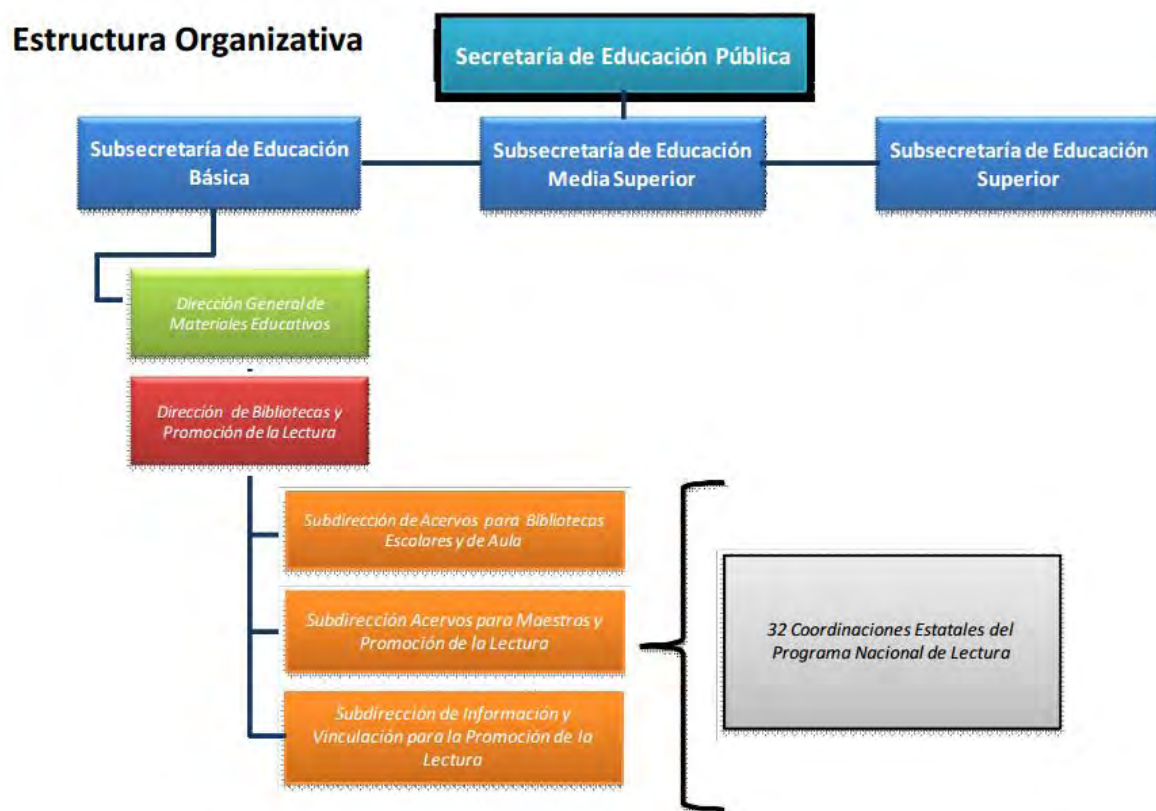 Estructura Organizativa
Secretaría de Educación Pública
Subsecretaría de Educación
Básica
Subsecretaría de Educación
Media Superior
Subsecretaría de Educación
Superior
Dirección General de
Materiales Educativos
Dirección de Bibliotecas y
Promoción de la Lectura
Subdirección de Acervos para Bibliotecas
Escolares y de Aula
Subdirección Acervos para Maestros y
Promoción de la Lectura
Subdirección de Información y
Vinculación para la Promoción de la
Lectura
32 Coordinaciones Estatales del
Programa Nacional de Lectura